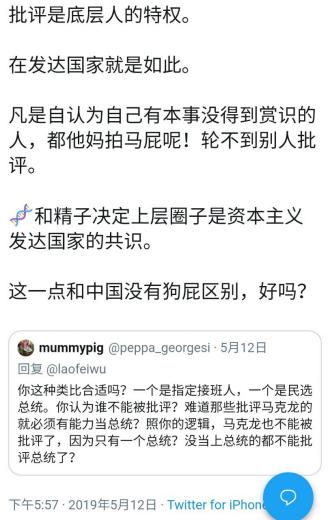 批评是底层人的特权。
在发达国家就是如此。
凡是自认为自己有本事没得到赏识的
人，都他妈拍马屁呢！轮不到别人批
评。
🧬和精子决定上层圈子是资本主义
发达国家的共识。
这一点和中国没有狗屁区别，好吗？
mummypig @peppa_georgesi · 5月12日
回复 @laofeiwu
你这种类比合适吗？一个是指定接班人，一个是民选
总统。你认为谁不能被批评？难道那些批评马克龙的
就必须有能力当总统？照你的逻辑，马克龙也不能被
批评了，因为只有一个总统？没当上总统的都不能批
评总统了？
下午5:57 · 2019年5月12日 · Twitter for iPhone